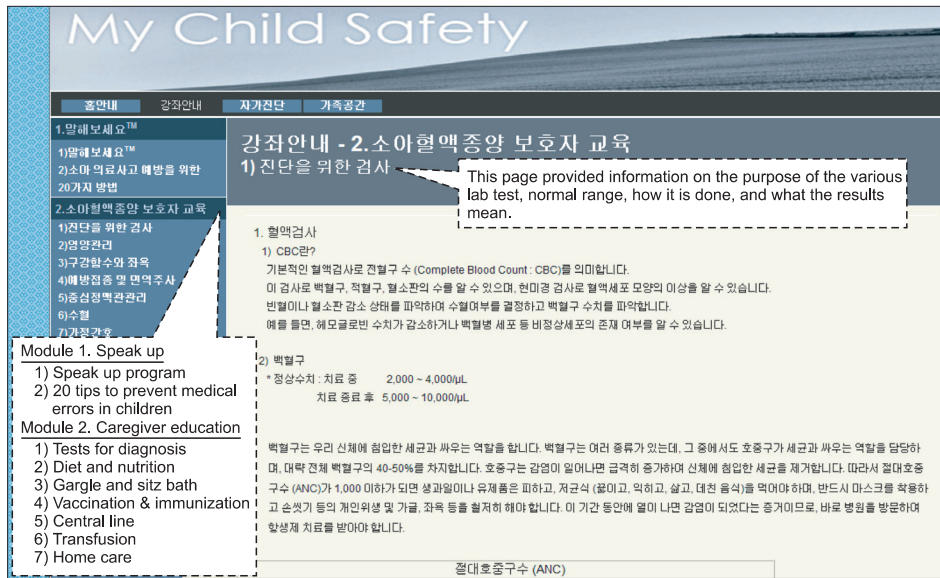 My Child Safety
홈안내 강좌안내 자가진단 가족공간
1.말해보세요™
1)말해보세요™
2)소아 의료사고 예방을 위한
20가지 방법
2.소아혈액종양 보호자 교육
1)진단을 위한 검사
2)영양관리
3)구강함수와 좌욕
4)예방접종 및 면역주사
5)중심정맥관관리
6)수혈
7)가정간호
Module 1. Speak up
1) Speak up program
2) 20 tips to prevent medical
errors in children
Module 2. Caregiver education
1) Tests for diagnosis
2) Diet and nutrition
3) Gargle and sitz bath
4) Vaccination & immunization
5) Central line
6) Transfusion
7) Home care
강좌안내 - 2.소아혈액종양 보호자 교육
1) 진단을 위한 검사
This page provided information on the purpose of the various
lab test, normal range, how it is done, and what the results
mean.
1. 혈액검사
1) CBC란?
기본적인 혈액검사로 전혈구 수 (Complete Blood Count : CBC)를 의미합니다.
이 검사로 백혈구, 적혈구, 혈소판의 수를 알 수 있으며, 현미경 검사로 혈액세포 모양의 이상을 알 수 있습니다.
빈혈이나 혈소판 감소 상태를 파악하여 수혈여부를 결정하고 백혈구 수치를 파악합니다.
예를 들면, 헤모글로빈 수치가 감소하거나 백혈병 세포 등 비정상세포의 존재 여부를 알 수 있습니다.
2) 백혈구
* 정상수치 : 치료 중 2,000 ~ 4,000/µL
치료 종료 후 5,000 ~ 10,000/µL
백혈구는 우리 신체에 침입한 세균과 싸우는 역할을 합니다. 백혈구는 여러 종류가 있는데, 그 중에서도 호중구가 세균과 싸우는 역할을 담당하
며, 대략 전체 백혈구의 40-50%를 차지합니다. 호중구는 감염이 일어나면 급격히 증가하여 신체에 침입한 세균을 제거합니다. 따라서 절대호중
구수 (ANC)가 1,000 이하가 되면 생과일이나 유제품은 피하고, 저균식 (끓이고, 익히고, 삶고, 데친 음식)을 먹어야 하며, 반드시 마스크를 착용하
고 손씻기 등의 개인위생 및 가글, 좌욕 등을 철저히 해야 합니다. 이 기간 동안에 열이 나면 감염이 되었다는 증거이므로, 바로 병원을 방문하여
항생제 치료를 받아야 합니다.
절대호중구수 (ANC)